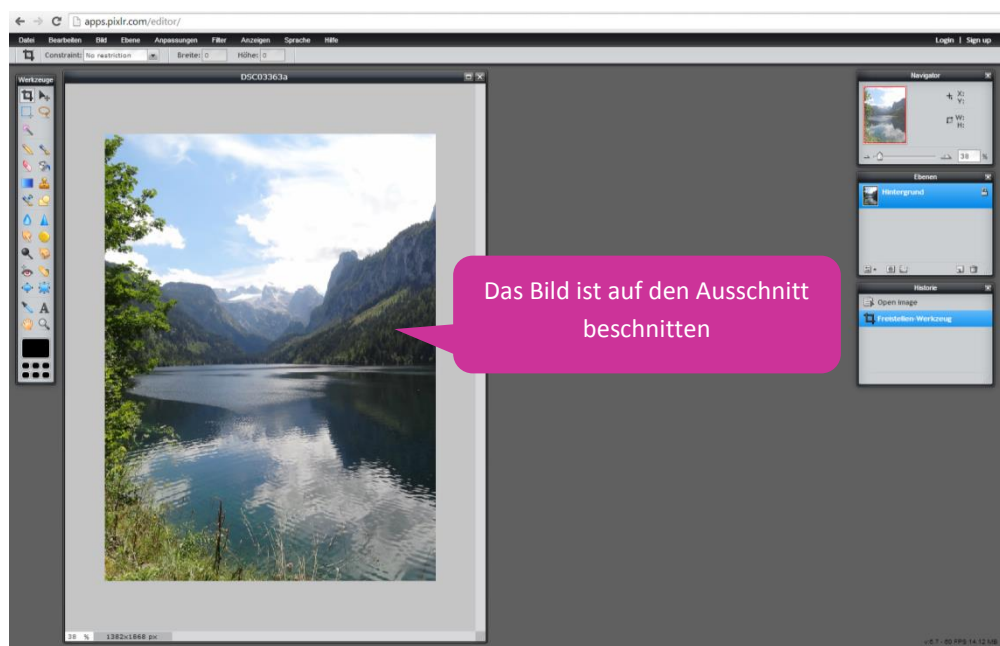 apps.pixlr.com/editor/
Datei Bearbeiten Bild Ebene Anpassungen Filter Anzeigen Sprache Hilfe Login | Sign up
Constraint: No restriction Breite: 0 Höhe: 0
Werkzeuge
DSC03363a
Navigator
X:
Y:
W:
H:
38 %
Ebenen
Hintergrund
Das Bild ist auf den Ausschnitt
beschnitten
Historie
Open image
Freistellen-Werkzeug
A
38 % 1382x1868 px